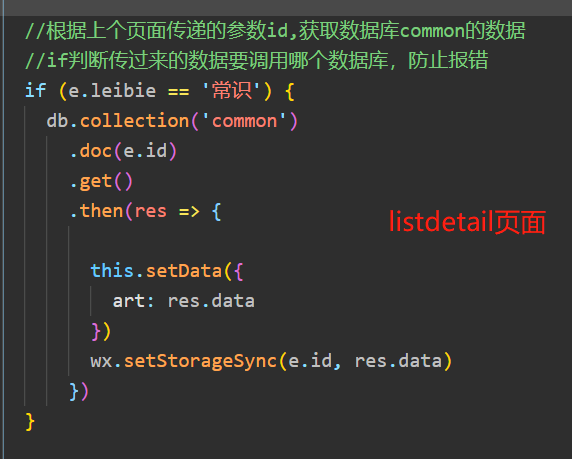 //根据上个页面传递的参数id,获取数据库common的数据
//if判断传过来的数据要调用哪个数据库，防止报错
if (e.leibie == '常识') {
db.collection('common')
.doc(e.id)
.get()
.then(res => {
listdetail页面
this.setData({
art: res.data
})
wx.setStorageSync(e.id, res.data)
})
}